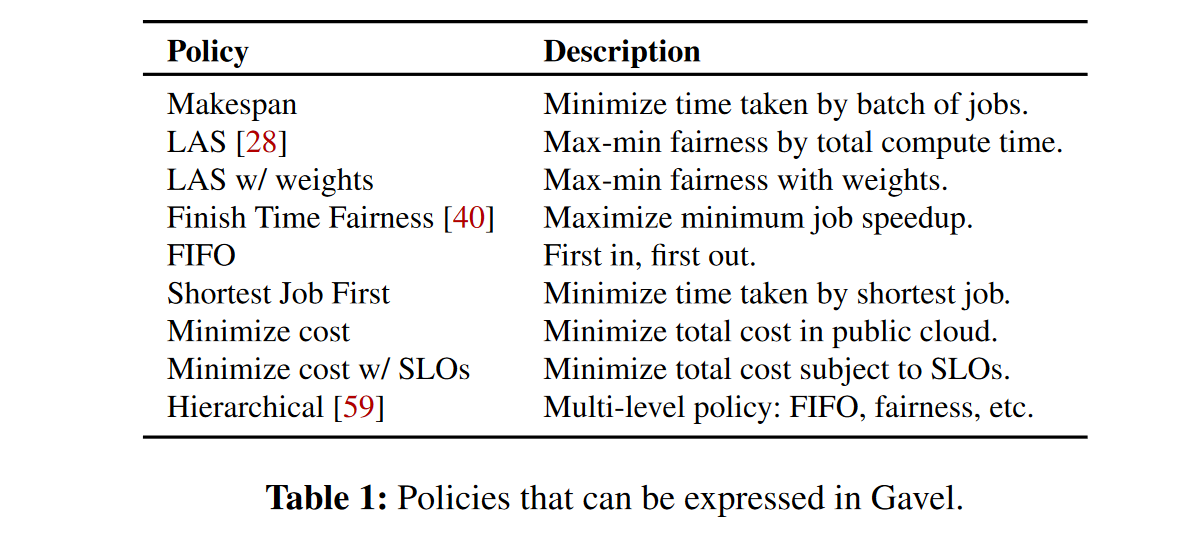 Policy Description
Makespan Minimize time taken by batch of jobs.
LAS [28] Max-min fairness by total compute time.
LAS w/ weights Max-min fairness with weights.
Finish Time Fairness [40] Maximize minimum job speedup.
FIFO First in, first out.
Shortest Job First Minimize time taken by shortest job.
Minimize cost Minimize total cost in public cloud.
Minimize cost w/ SLOs Minimize total cost subject to SLOs.
Hierarchical [59] Multi-level policy: FIFO, fairness, etc.
Table 1: Policies that can be expressed in Gavel.